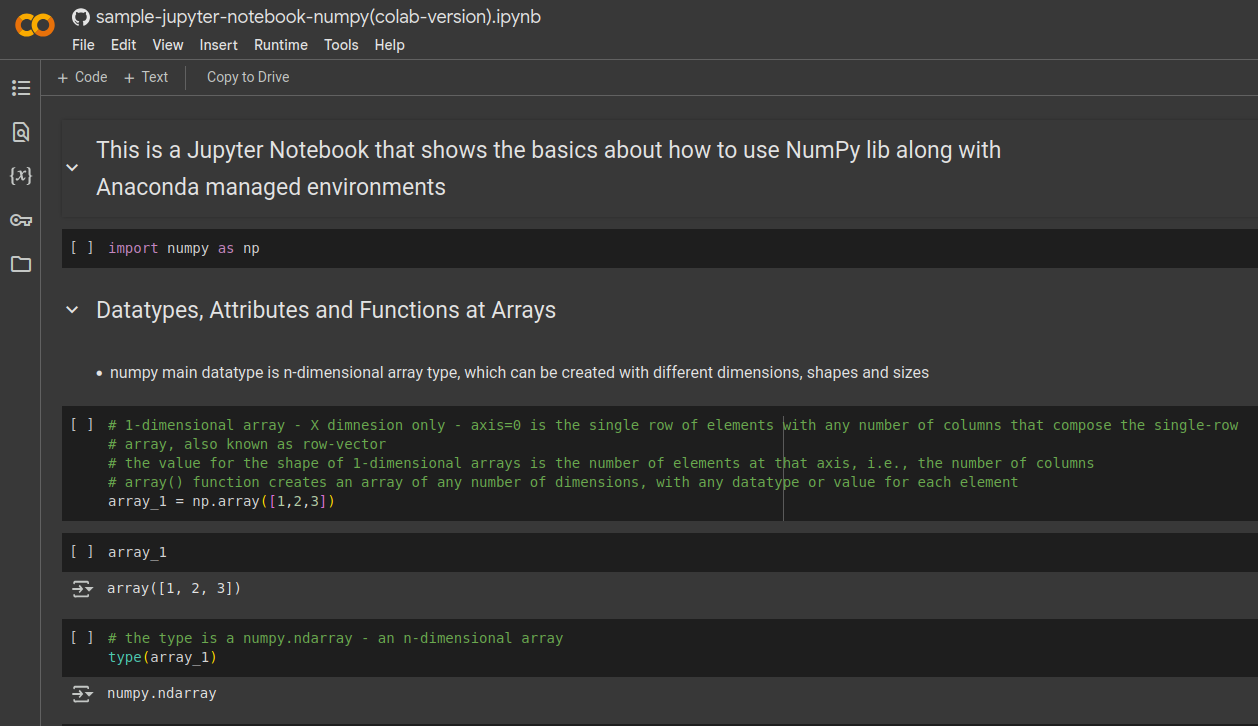 sample-jupyter-notebook-numpy(colab-version).ipynb
File Edit View Insert Runtime Tools Help
+ Code + Text Copy to Drive
This is a Jupyter Notebook that shows the basics about how to use NumPy lib along with
Anaconda managed environments
{x}
[ ] import numpy as np
Datatypes, Attributes and Functions at Arrays
• numpy main datatype is n-dimensional array type, which can be created with different dimensions, shapes and sizes
[ ] # 1-dimensional array - X dimnesion only - axis=0 is the single row of elements with any number of columns that compose the single-row
# array, also known as row-vector
# the value for the shape of 1-dimensional arrays is the number of elements at that axis, i.e., the number of columns
# array() function creates an array of any number of dimensions, with any datatype or value for each element
array_1 = np.array([1,2,3])
[ ] array_1
array([1, 2, 3])
[ ] # the type is a numpy.ndarray - an n-dimensional array
type(array_1)
numpy.ndarray